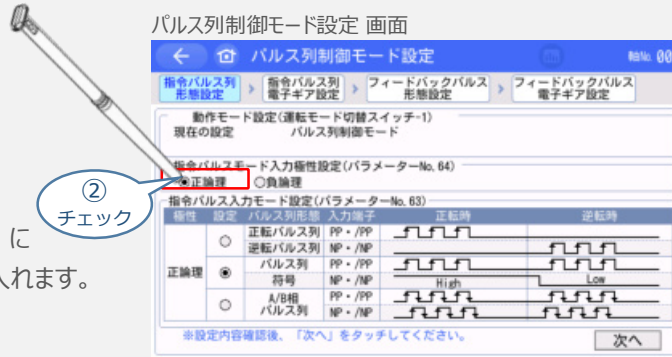 パルス列制御モード設定 画面
パルス列制御モード設定
軸No. 00
指令パルス列 形態設定 > 指令パルス列 電子ギア設定 > フィードバックパルス 形態設定 > フィードバックパルス 電子ギア設定
動作モード設定(運転モード切替スイッチ-1)
現在の設定 パルス列制御モード
指令パルスモード入力極性設定(パラメーターNo. 64)
◉正論理 ○負論理
②
チェック
に
入れます。
指令パルス入力モード設定(パラメーターNo. 63)
極性 設定 パルス列形態 入力端子 正転時 逆転時
正転パルス列 PP・/PP
逆転パルス列 NP・/NP
正論理
パルス列 PP・/PP
符号 NP・/NP High Low
A/B相 パルス列 PP・/PP
NP・/NP
※設定内容確認後、「次へ」をタッチしてください。
次へ